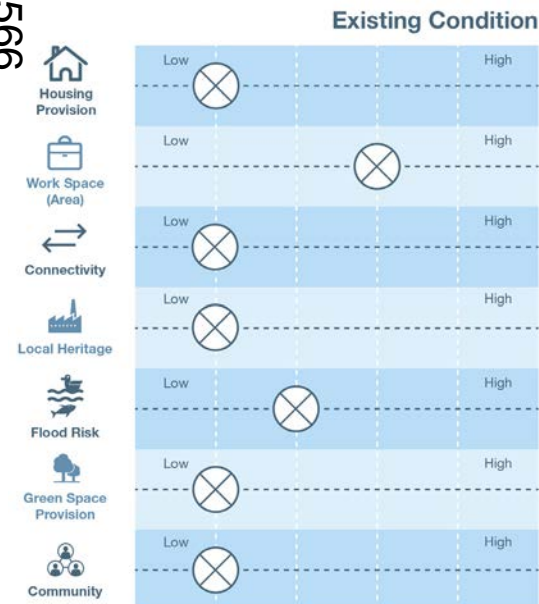 566
Existing Condition
Low High
Housing
Provision
Low High
Work Space
(Area)
Low High
Connectivity
Low High
Local Heritage
Low High
Flood Risk
Low High
Green Space
Provision
Low High
Community